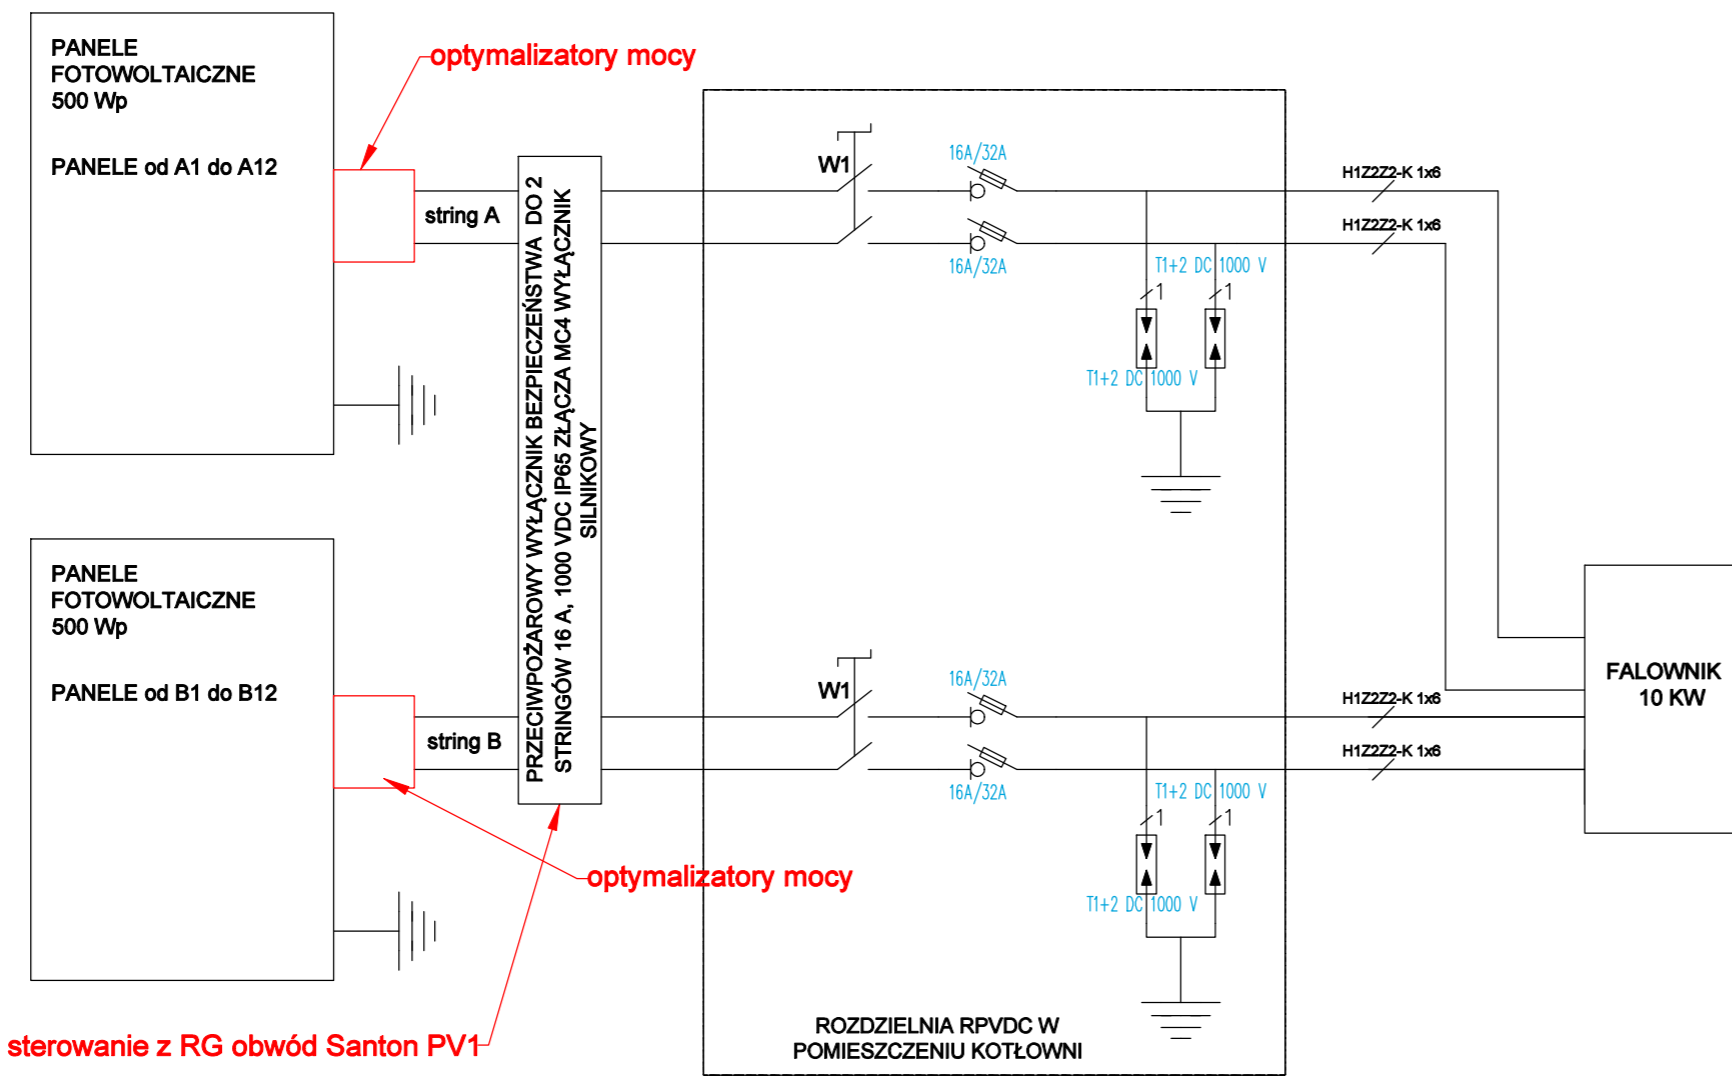 PANELE
FOTOWOLTAICZNE
500 Wp
PANELE od A1 do A12
optymalizatory mocy
string A
PRZECIWPOŻAROWY WYŁĄCZNIK BEZPIECZEŃSTWA DO 2
STRINGÓW 16 A, 1000 VDC IP65 ZŁĄCZA MC4 WYŁĄCZNIK
SILNIKOWY
W1
16A/32A
16A/32A
T1+2 DC 1000 V
1
1
T1+2 DC 1000 V
H1Z2Z2-K 1x6
H1Z2Z2-K 1x6
PANELE
FOTOWOLTAICZNE
500 Wp
PANELE od B1 do B12
string B
optymalizatory mocy
W1
16A/32A
16A/32A
T1+2 DC 1000 V
1
1
T1+2 DC 1000 V
H1Z2Z2-K 1x6
H1Z2Z2-K 1x6
FALOWNIK
10 KW
ROZDZIELNIA RPVDC W
POMIESZCZENIU KOTŁOWNI
sterowanie z RG obwód Santon PV1